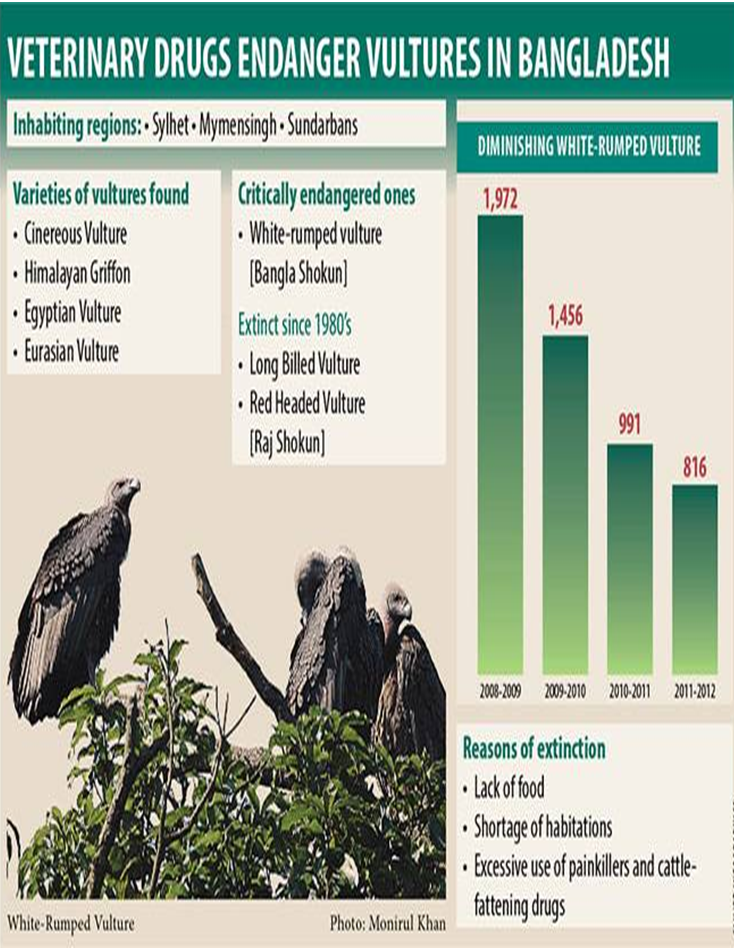 VETERINARY DRUGS ENDANGER VULTURES IN BANGLADESH
Inhabiting regions: • Sylhet • Mymensingh • Sundarbans
Varieties of vultures found
• Cinereous Vulture
• Himalayan Griffon
• Egyptian Vulture
• Eurasian Vulture
Critically endangered ones
• White-rumped vulture
[Bangla Shokun]
Extinct since 1980's
• Long Billed Vulture
• Red Headed Vulture
[Raj Shokun]
DIMINISHING WHITE-RUMPED VULTURE
1,972
1,456
991
816
2008-2009 2009-2010 2010-2011 2011-2012
Reasons of extinction
• Lack of food
• Shortage of habitations
• Excessive use of painkillers and cattle-
fattening drugs
White-Rumped Vulture
Photo: Monirul Khan